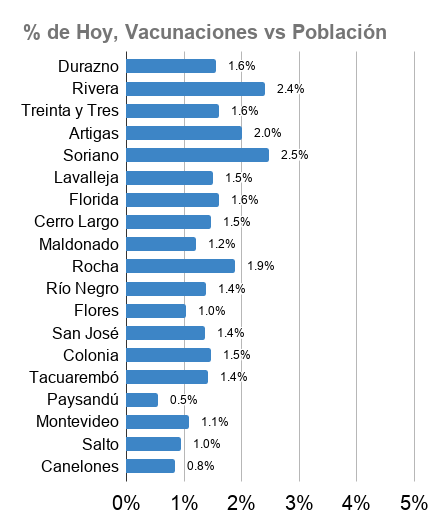 % de Hoy, Vacunaciones vs Población
Durazno 1.6%
Rivera 2.4%
Treinta y Tres 1.6%
Artigas 2.0%
Soriano 2.5%
Lavalleja 1.5%
Florida 1.6%
Cerro Largo 1.5%
Maldonado 1.2%
Rocha 1.9%
Río Negro 1.4%
Flores 1.0%
San José 1.4%
Colonia 1.5%
Tacuarembó 1.4%
Paysandú 0.5%
Montevideo 1.1%
Salto 1.0%
Canelones 0.8%
0% 1% 2% 3% 4% 5%